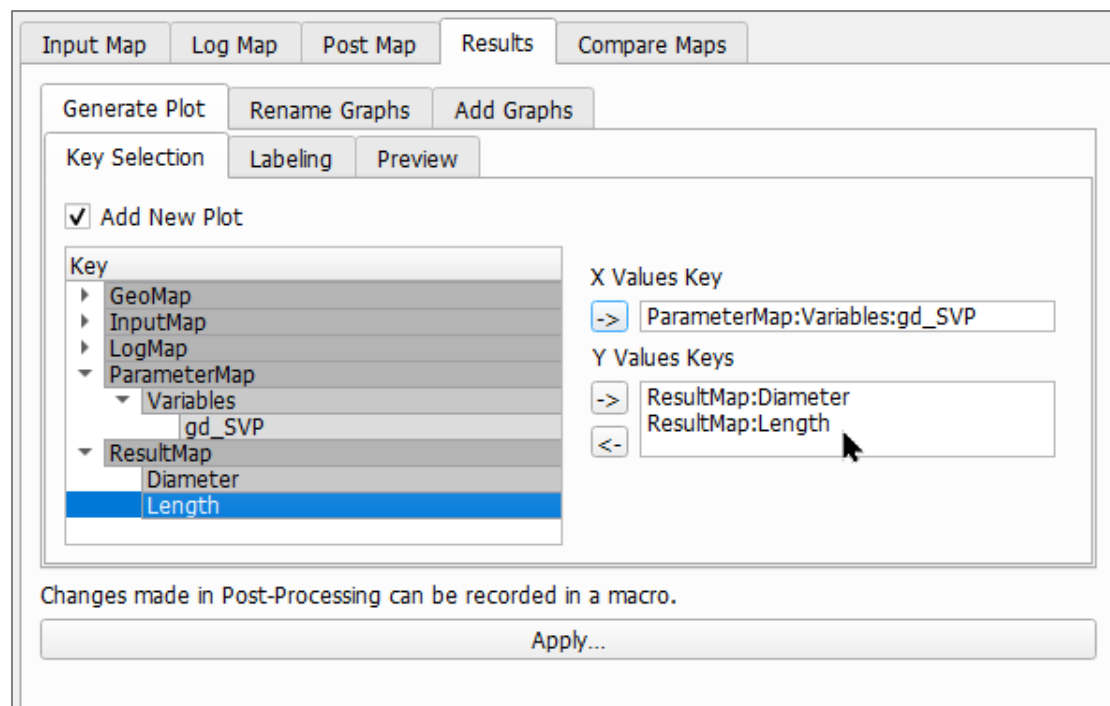 Input Map Log Map Post Map Results Compare Maps
Generate Plot Rename Graphs Add Graphs
Key Selection Labeling Preview
Add New Plot
Key
GeoMap
InputMap
LogMap
ParameterMap
Variables
gd_SVP
ResultMap
Diameter
Length
X Values Key
-> ParameterMap:Variables:gd_SVP
Y Values Keys
-> ResultMap:Diameter
ResultMap:Length
<-
Changes made in Post-Processing can be recorded in a macro.
Apply...